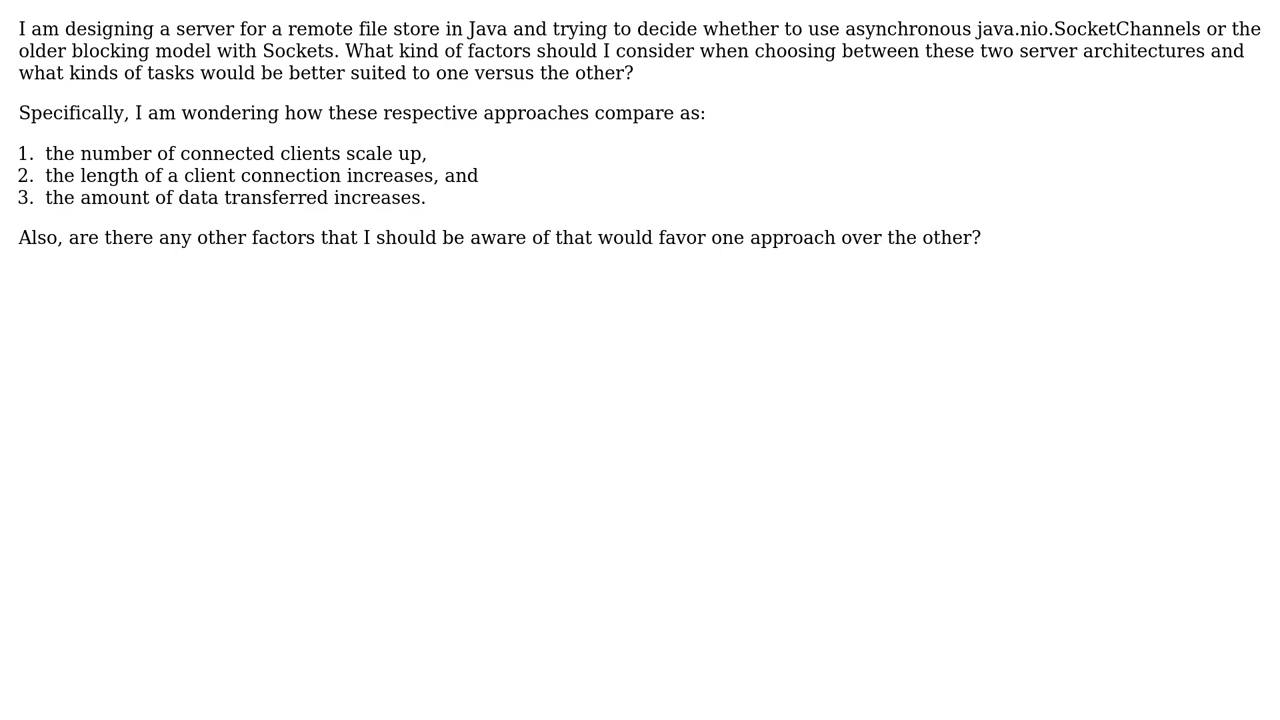 I am designing a server for a remote file store in Java and trying to decide whether to use asynchronous java.nio.SocketChannels or the
older blocking model with Sockets. What kind of factors should I consider when choosing between these two server architectures and
what kinds of tasks would be better suited to one versus the other?
Specifically, I am wondering how these respective approaches compare as:
1. the number of connected clients scale up,
2. the length of a client connection increases, and
3. the amount of data transferred increases.
Also, are there any other factors that I should be aware of that would favor one approach over the other?